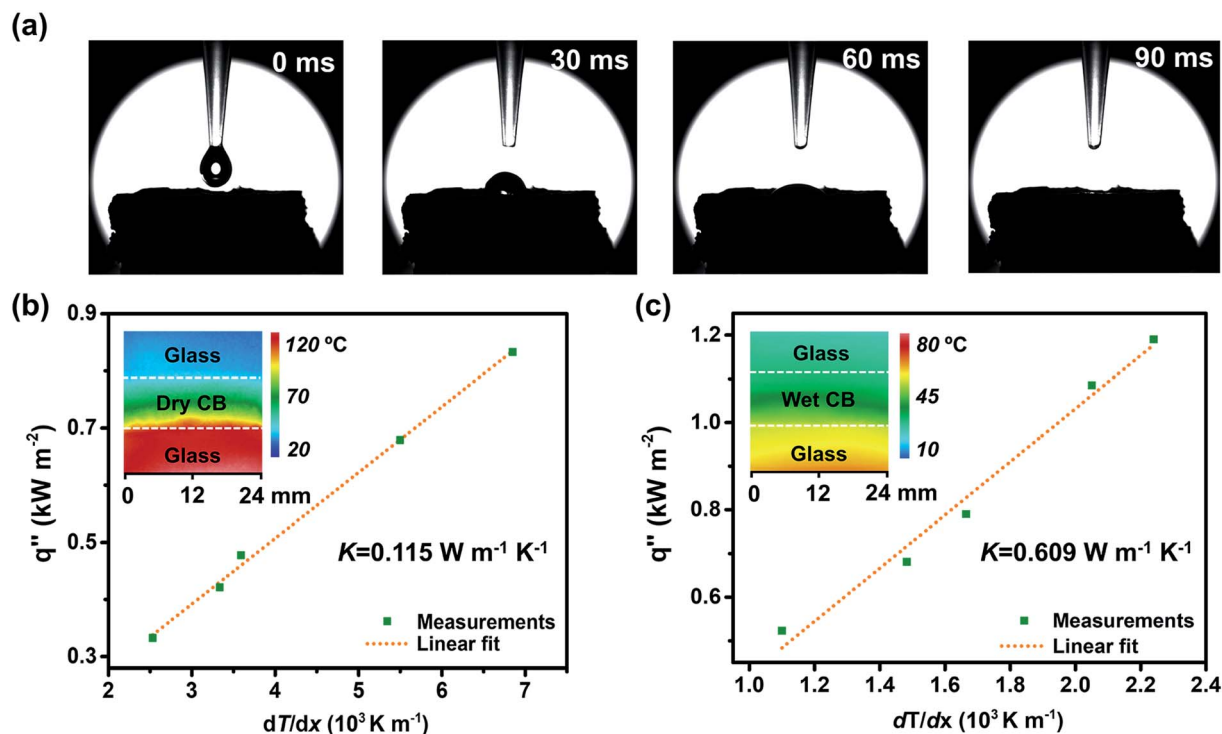 (a)
0 ms
30 ms
60 ms
90 ms
(b)
0.9
0.7
0.5
0.3
q'' (kW m⁻²)
2 3 4 5 6 7
dT/dx (10³ K m⁻¹)
Glass
Dry CB
Glass
120 ºC
70
20
0 12 24 mm
K=0.115 W m⁻¹ K⁻¹
Measurements
Linear fit
(c)
1.2
1.0
0.8
0.6
q'' (kW m⁻²)
1.0 1.2 1.4 1.6 1.8 2.0 2.2 2.4
dT/dx (10³ K m⁻¹)
Glass
Wet CB
Glass
80 ºC
45
10
0 12 24 mm
K=0.609 W m⁻¹ K⁻¹
Measurements
Linear fit